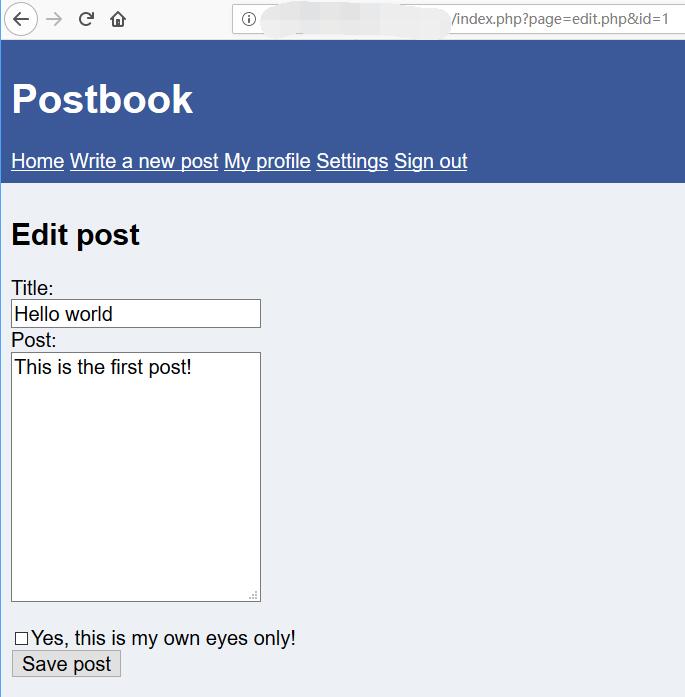 /index.php?page=edit.php&id=1
Postbook
Home Write a new post My profile Settings Sign out
Edit post
Title:
Hello world
Post:
This is the first post!
Yes, this is my own eyes only!
Save post